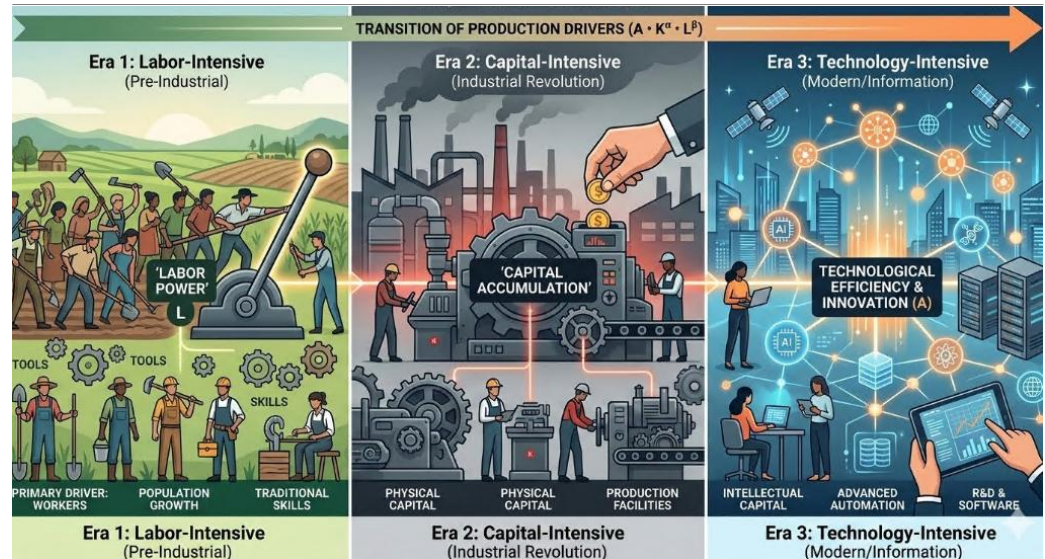 TRANSITION OF PRODUCTION DRIVERS (A · K^α · L^β)
Era 1: Labor-Intensive
(Pre-Industrial)
'LABOR
POWER'
L
TOOLS
TOOLS
SKILLS
PRIMARY DRIVER:
WORKERS
POPULATION
GROWTH
TRADITIONAL
SKILLS
Era 1: Labor-Intensive
(Pre-Industrial)
Era 2: Capital-Intensive
(Industrial Revolution)
$
$
'CAPITAL
ACCUMULATION'
K
K
PHYSICAL
CAPITAL
PHYSICAL
CAPITAL
PRODUCTION
FACILITIES
Era 2: Capital-Intensive
(Industrial Revolution)
Era 3: Technology-Intensive
(Modern/Information)
AI
TECHNOLOGICAL
EFFICIENCY &
INNOVATION (A)
AI
INTELLECTUAL
CAPITAL
ADVANCED
AUTOMATION
R&D &
SOFTWARE
Era 3: Technology-Intensive
(Modern/Information)